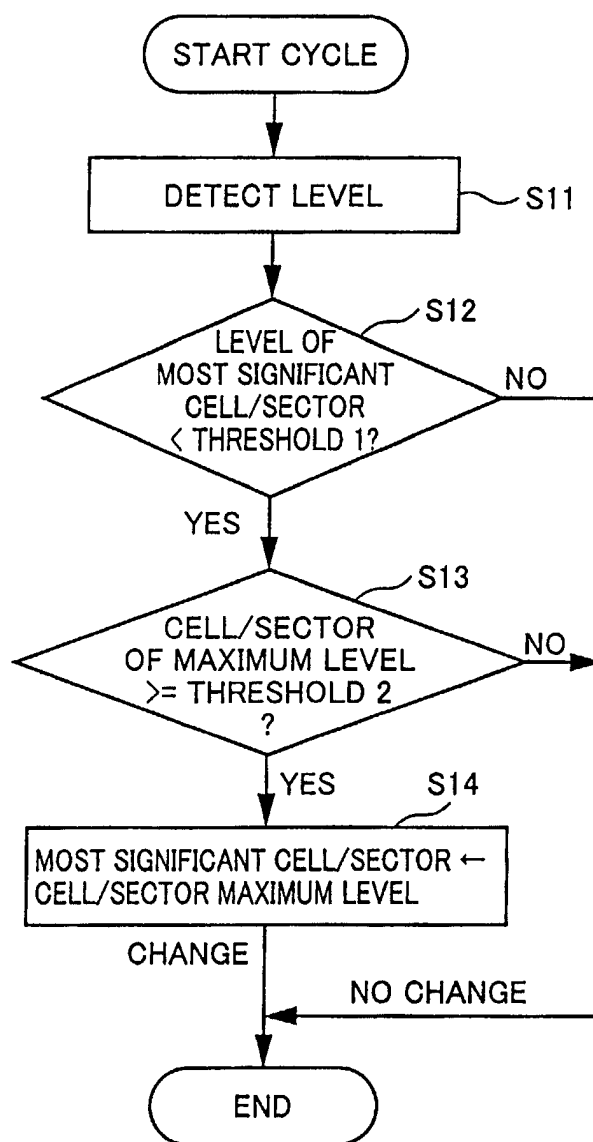 START CYCLE
DETECT LEVEL
S11
S12
LEVEL OF
MOST SIGNIFICANT
CELL/SECTOR
< THRESHOLD 1?
NO
YES
S13
CELL/SECTOR
OF MAXIMUM LEVEL
>= THRESHOLD 2
?
NO
YES
S14
MOST SIGNIFICANT CELL/SECTOR ←
CELL/SECTOR MAXIMUM LEVEL
CHANGE
NO CHANGE
END